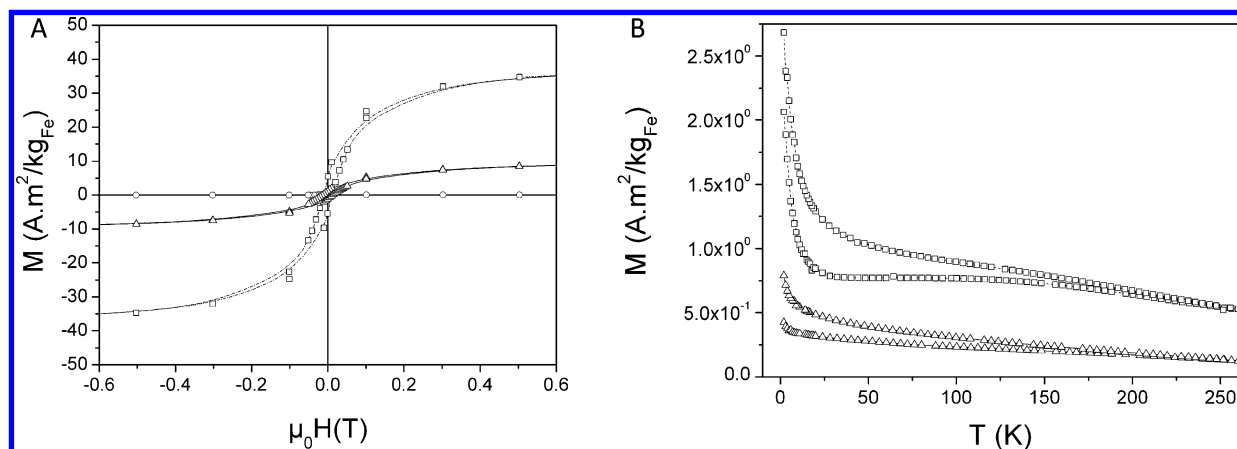 A
50
40
30
20
10
0
-10
-20
-30
-40
-50
-0.6 -0.4 -0.2 0.0 0.2 0.4 0.6
M (A.m²/kg_Fe)
μ₀H(T)
B
2.5x10⁰
2.0x10⁰
1.5x10⁰
1.0x10⁰
5.0x10⁻¹
0.0
0 50 100 150 200 250
M (A.m²/kg_Fe)
T (K)